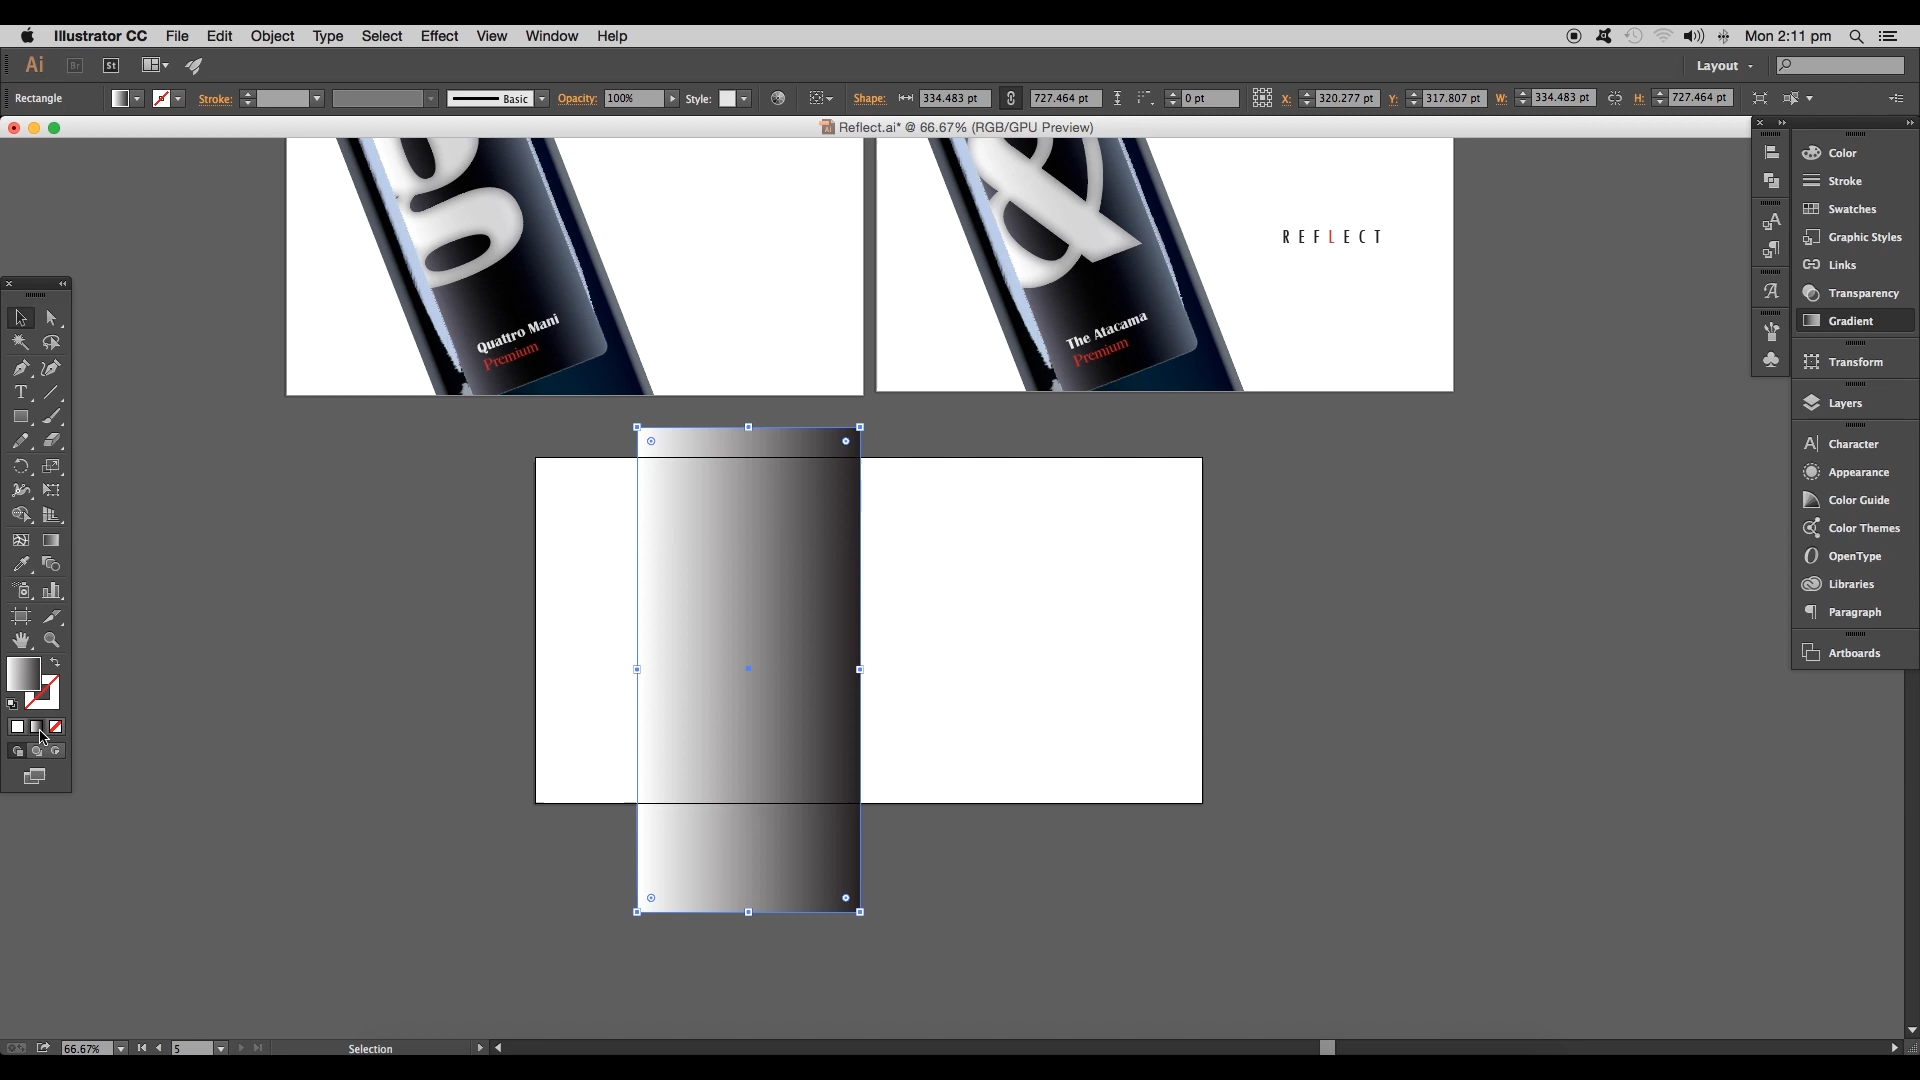 Illustrator CC File Edit Object Type Select Effect View Window Help Mon 2:11 pm
Ai Br St Layout
Rectangle Stroke: Basic Opacity: 100% Style: Shape: 334.483 pt 727.464 pt 0 pt X: 320.277 pt Y: 317.807 pt W: 334.483 pt H: 727.464 pt
Reflect.ai* @ 66.67% (RGB/GPU Preview)
g
&
Quattro Mani
Premium
The Atacama
Premium
REFLECT
Color
Stroke
Swatches
Graphic Styles
Links
Transparency
Gradient
Transform
Layers
Character
Appearance
Color Guide
Color Themes
OpenType
Libraries
Paragraph
Artboards
66.67% 5 Selection